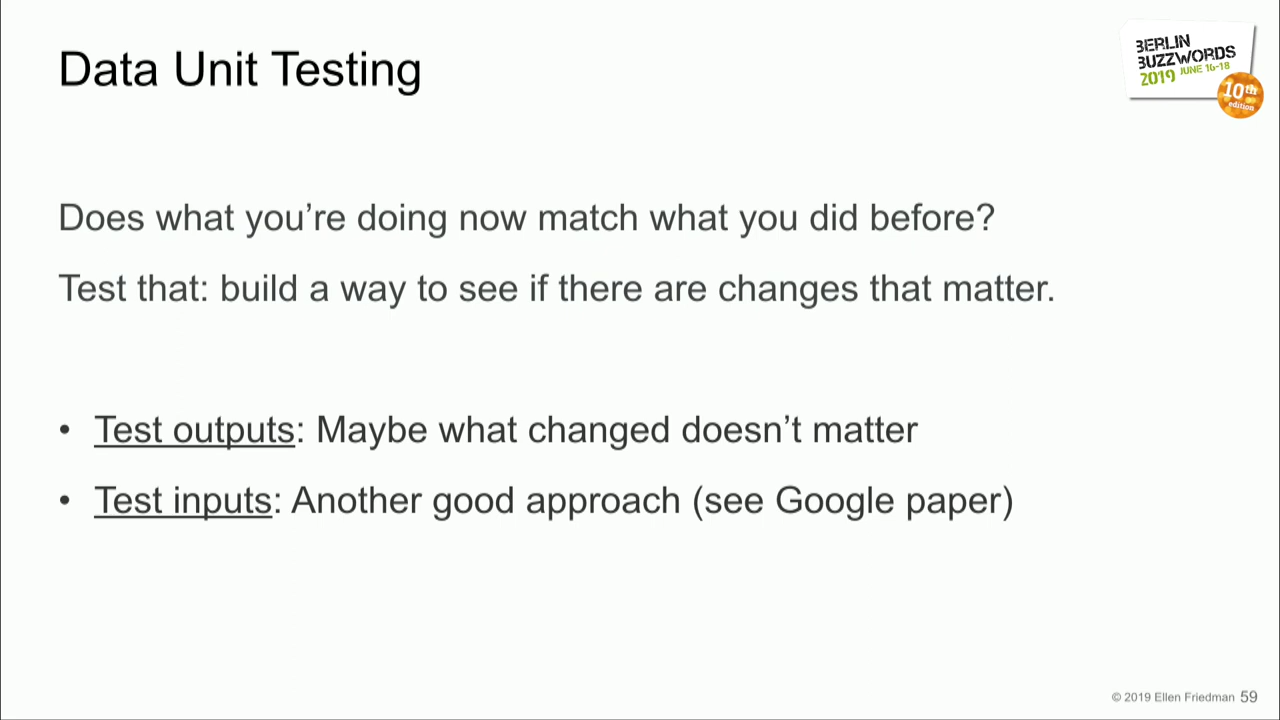 Data Unit Testing
BERLIN
BUZZWORDS
2019 JUNE 16-18
10th
edition
Does what you’re doing now match what you did before?
Test that: build a way to see if there are changes that matter.
• Test outputs: Maybe what changed doesn’t matter
• Test inputs: Another good approach (see Google paper)
© 2019 Ellen Friedman 59